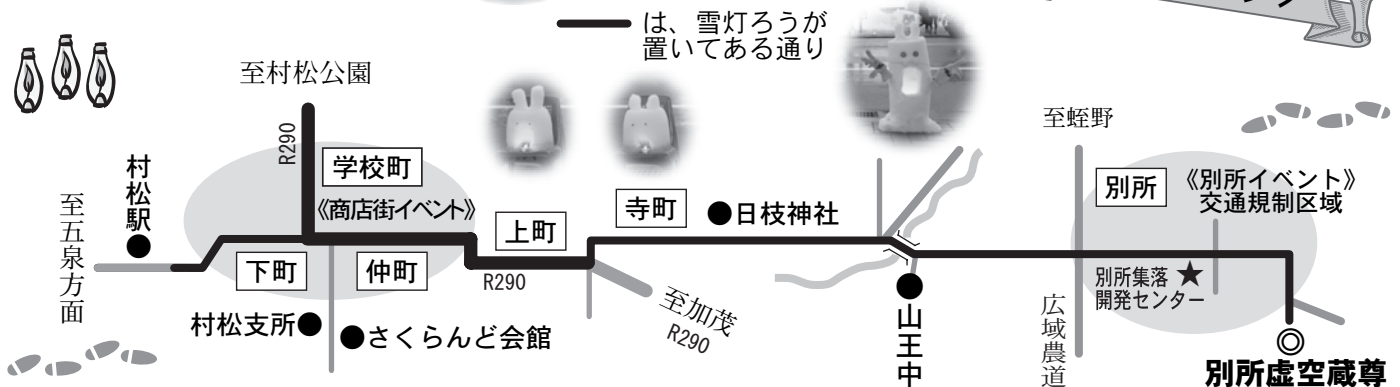 は、雪灯ろうが
置いてある通り
至村松公園
R290
学校町
《商店街イベント》
村松駅
至五泉方面
下町
仲町
上町
R290
寺町
日枝神社
至加茂
R290
村松支所
さくらんど会館
山王中
至蛭野
別所
《別所イベント》
交通規制区域
別所集落
開発センター
広域農道
別所虚空蔵尊